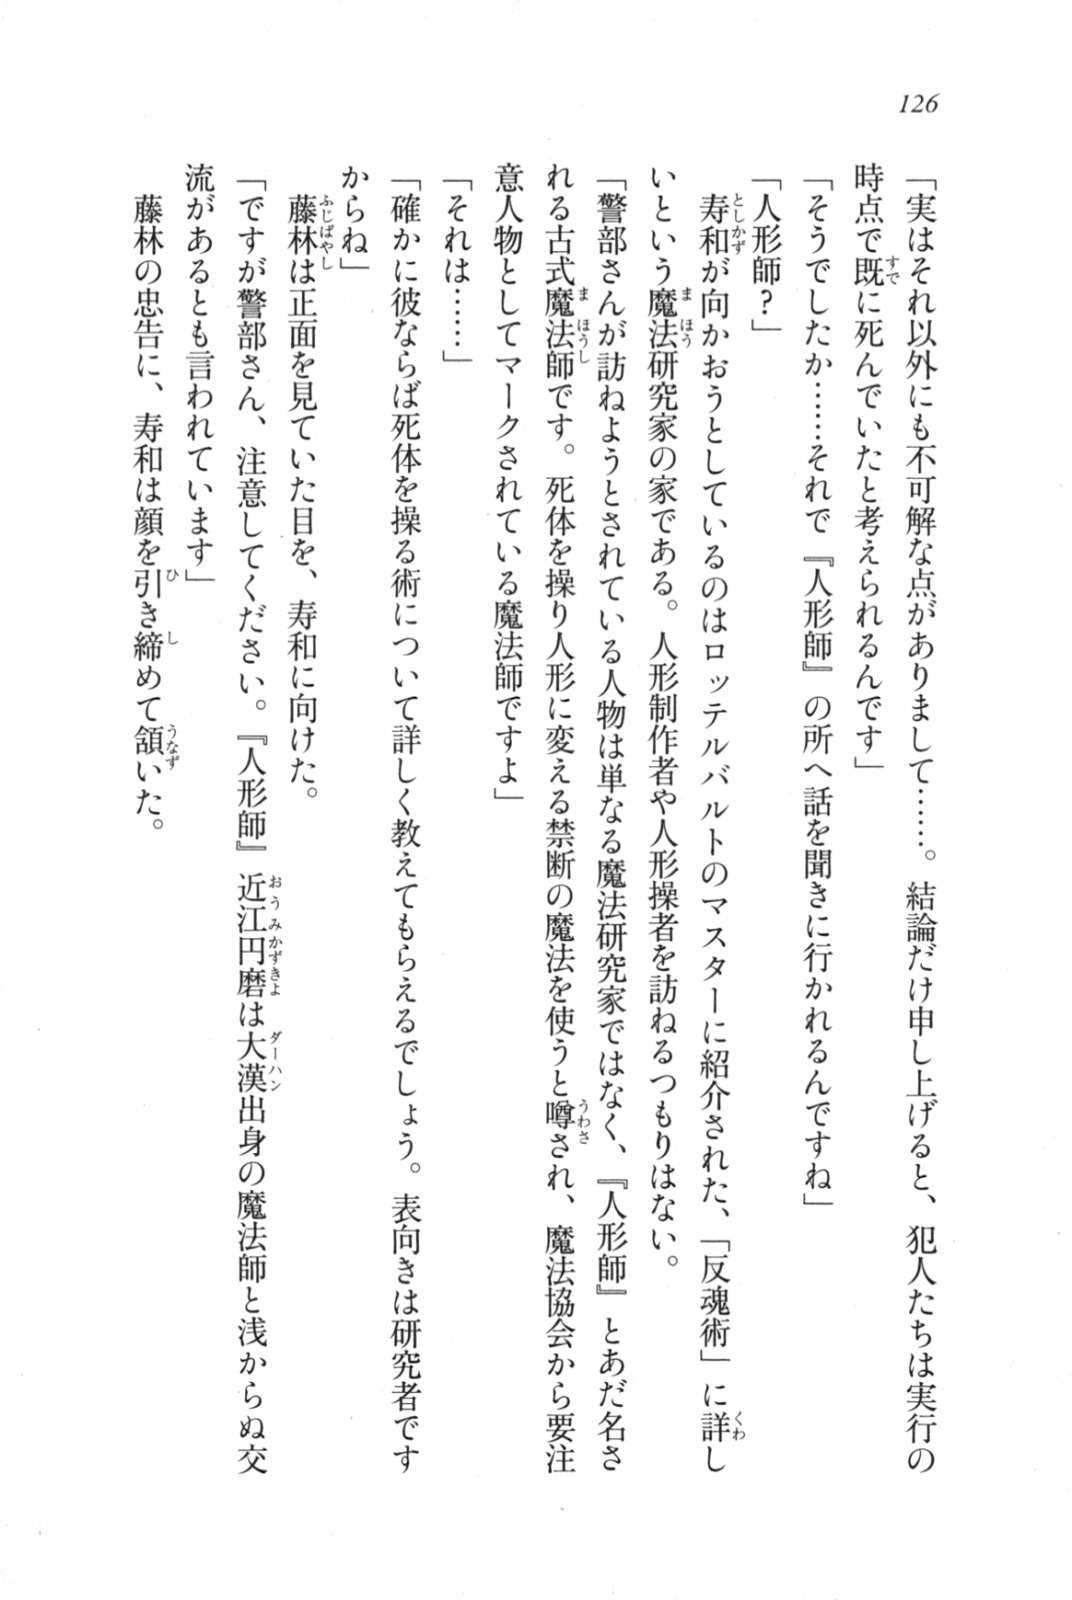 126
「実はそれ以外にも不可解な点がありまして……。結論だけ申し上げると、犯人たちは実行の
時点で既に死んでいたと考えられるんです」
「そうでしたか……それで『人形師』の所へ話を聞きに行かれるんですね」
「人形師？」
　寿和が向かおうとしているのはロッテルバルトのマスターに紹介された、「反魂術」に詳し
いという魔法研究家の家である。人形制作者や人形操者を訪ねるつもりはない。
「警部さんが訪ねようとされている人物は単なる魔法研究家ではなく、『人形師』とあだ名さ
れる古式魔法師です。死体を操り人形に変える禁断の魔法を使うと噂され、魔法協会から要注
意人物としてマークされている魔法師ですよ」
「それは……」
「確かに彼ならば死体を操る術について詳しく教えてもらえるでしょう。表向きは研究者です
からね」
　藤林は正面を見ていた目を、寿和に向けた。
「ですが警部さん、注意してください。『人形師』近江円磨は大漢出身の魔法師と浅からぬ交
流があるとも言われています」
　藤林の忠告に、寿和は顔を引き締めて頷いた。